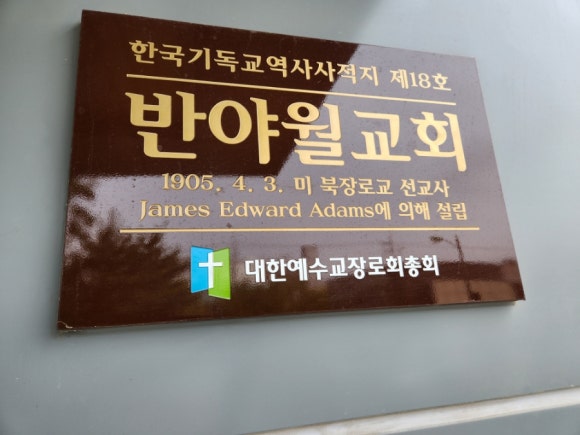 한국기독교역사사적지 제18호
반야월교회
1905. 4. 3. 미 북장로교 선교사
James Edward Adams에 의해 설립
대한예수교장로회총회